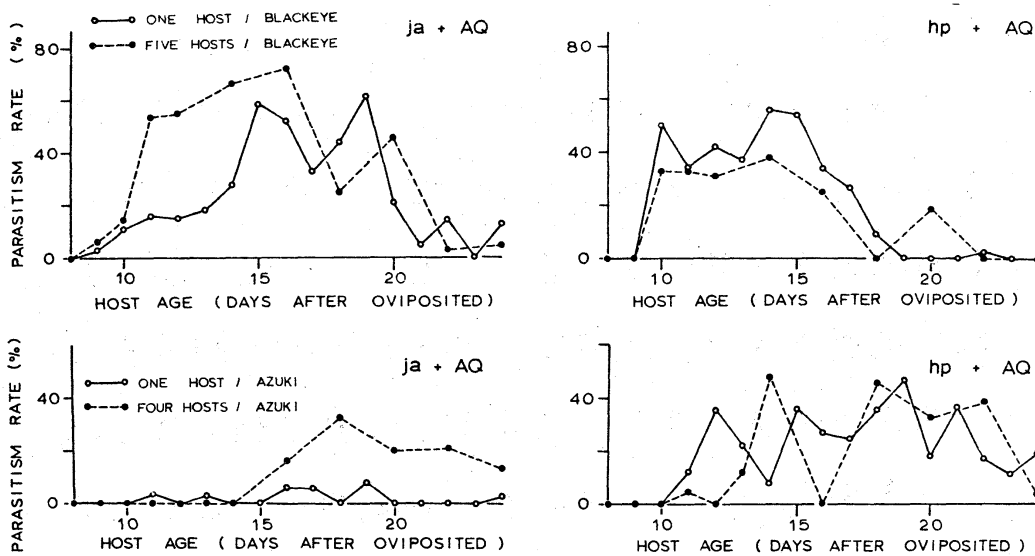 ONE HOST / BLACKEYE
FIVE HOSTS / BLACKEYE
ja + AQ
PARASITISM RATE (%)
80
40
0
10 15 20
HOST AGE (DAYS AFTER OVIPOSITED)
hp + AQ
80
40
0
10 15 20
HOST AGE (DAYS AFTER OVIPOSITED)
ONE HOST / AZUKI
FOUR HOSTS / AZUKI
ja + AQ
PARASITISM RATE (%)
40
0
10 15 20
HOST AGE (DAYS AFTER OVIPOSITED)
hp + AQ
40
0
10 15 20
HOST AGE (DAYS AFTER OVIPOSITED)